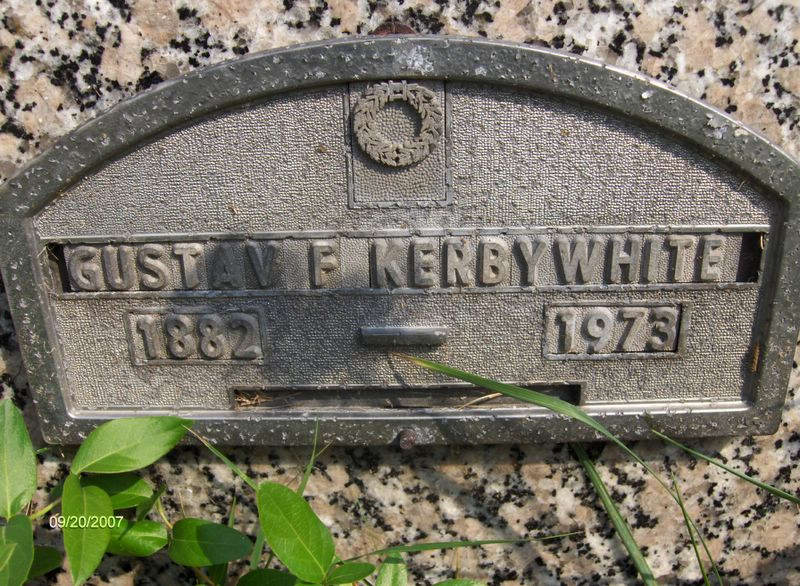 GUSTAV F KERBYWHITE
1882 – 1973
09/20/2007